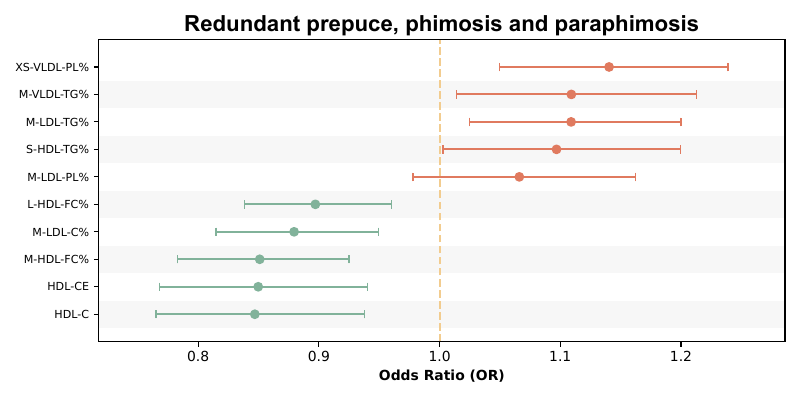 Redundant prepuce, phimosis and paraphimosis
XS-VLDL-PL%
M-VLDL-TG%
M-LDL-TG%
S-HDL-TG%
M-LDL-PL%
L-HDL-FC%
M-LDL-C%
M-HDL-FC%
HDL-CE
HDL-C
0.8 0.9 1.0 1.1 1.2
Odds Ratio (OR)